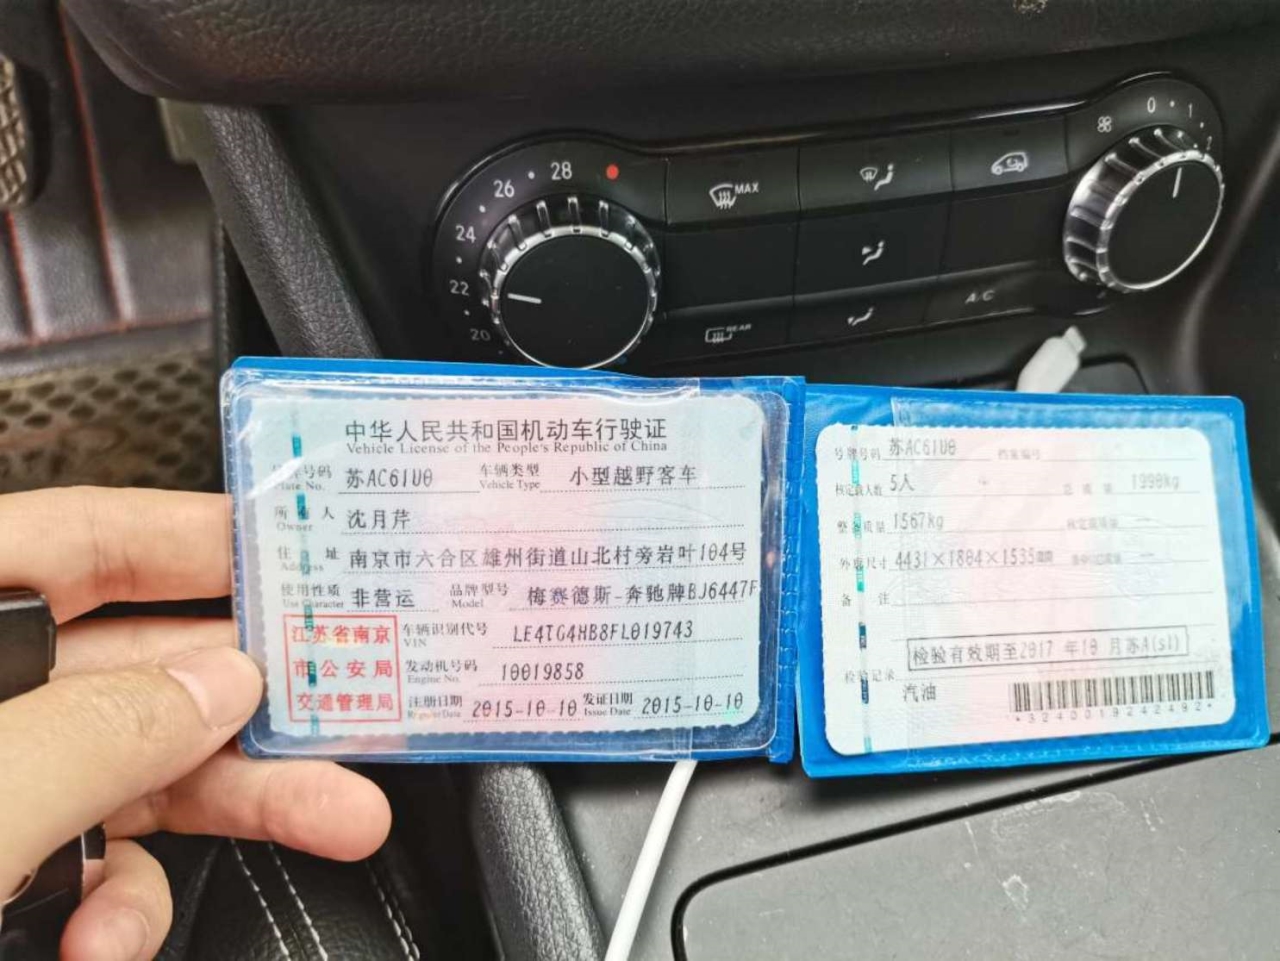 28
26
24
22
20
MAX
REAR
A/C
0
1
2
中华人民共和国机动车行驶证
Vehicle License of the People's Republic of China
号牌号码 苏AC61U0 车辆类型 小型越野客车
Plate No. Vehicle Type
所有人 沈月芹
Owner
住址 南京市六合区雄州街道山北村旁岩叶104号
Address
使用性质 非营运 品牌型号 梅赛德斯-奔驰牌BJ6447F
Use Character Model
江苏省南京
市公安局
交通管理局
车辆识别代号 LE4TG4HB8FL019743
VIN
发动机号码 10019858
Engine No.
注册日期 2015-10-10 发证日期 2015-10-10
Register Date Issue Date
号牌号码 苏AC61U0 档案编号
核定载人数 5人 总质量 1990kg
整备质量 1567kg 核定载质量
外廓尺寸 4431×1804×1535mm
备注
检验有效期至2017 年10 月苏A(sl)
检验记录
汽油
*3240019242492*